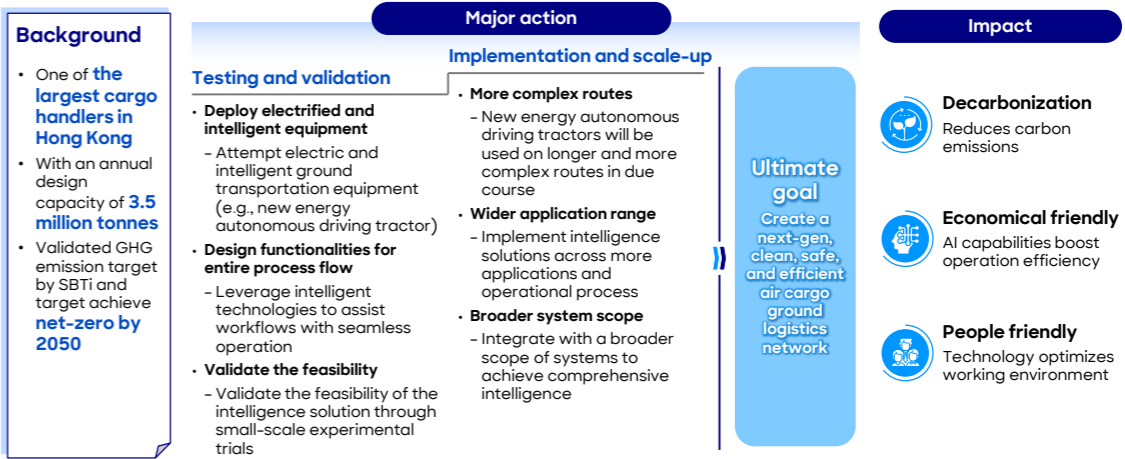 Background
• One of the
largest cargo
handlers in
Hong Kong
• With an annual
design
capacity of 3.5
million tonnes
• Validated GHG
emission target
by SBTi and
target achieve
net-zero by
2050
Major action
Testing and validation
• Deploy electrified and
intelligent equipment
– Attempt electric and
intelligent ground
transportation equipment
(e.g., new energy
autonomous driving tractor)
• Design functionalities for
entire process flow
– Leverage intelligent
technologies to assist
workflows with seamless
operation
• Validate the feasibility
– Validate the feasibility of the
intelligence solution through
small-scale experimental
trials
Implementation and scale-up
• More complex routes
– New energy autonomous
driving tractors will be
used on longer and more
complex routes in due
course
• Wider application range
– Implement intelligence
solutions across more
applications and
operational process
• Broader system scope
– Integrate with a broader
scope of systems to
achieve comprehensive
intelligence
Ultimate
goal
Create a
next-gen,
clean, safe,
and efficient
air cargo
ground
logistics
network
Impact
Decarbonization
Reduces carbon
emissions
Economical friendly
AI capabilities boost
operation efficiency
People friendly
Technology optimizes
working environment